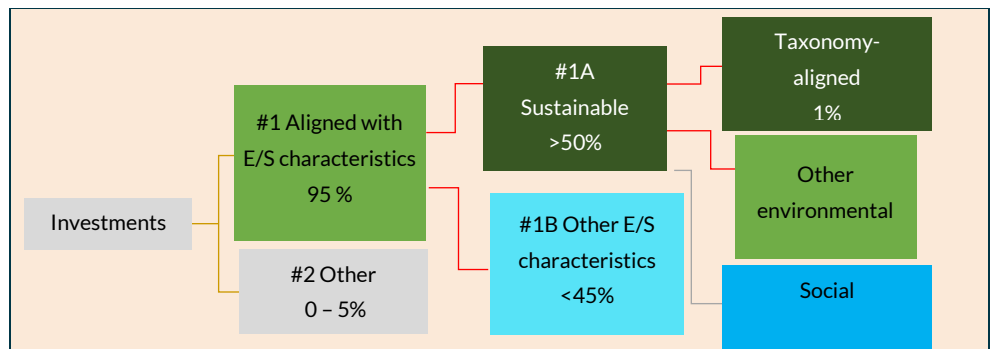 Investments
#1 Aligned with
E/S characteristics
95 %
#2 Other
0 – 5%
#1A
Sustainable
>50%
#1B Other E/S
characteristics
<45%
Taxonomy-
aligned
1%
Other
environmental
Social